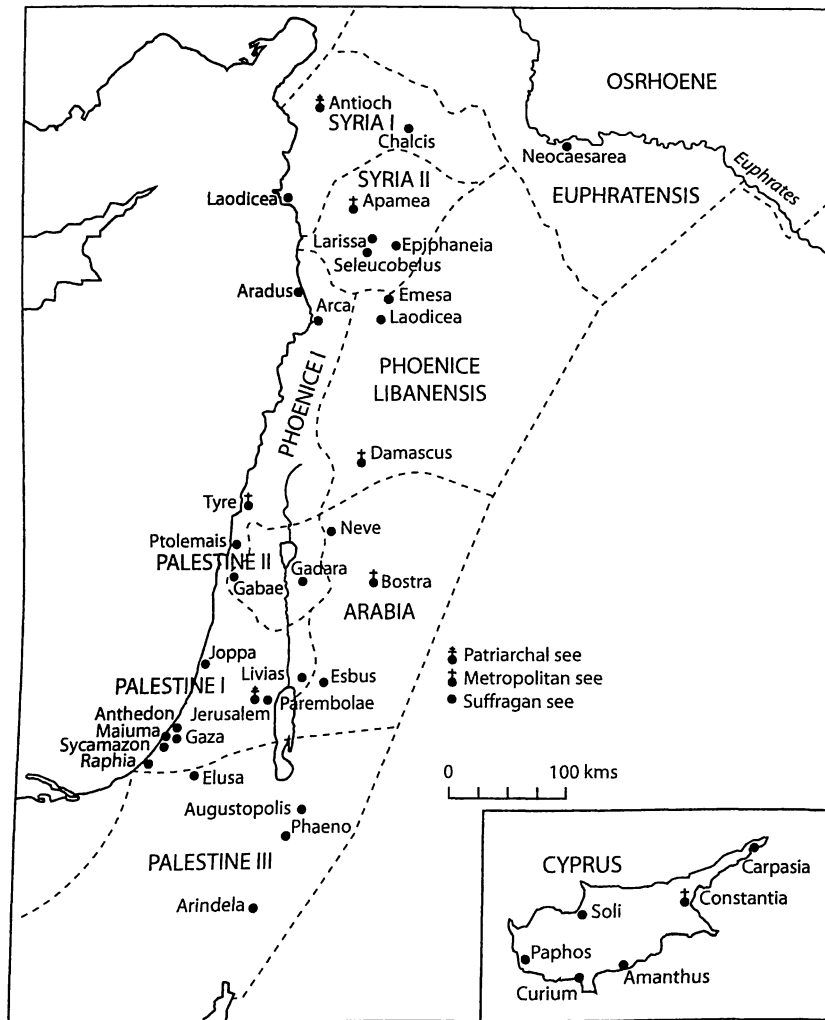 OSRHOENE
Antioch
SYRIA I
Chalcis
Neocaesarea
Euphrates
SYRIA II
EUPHRATENSIS
Laodicea
Apamea
Larissa
Epiphaneia
Seleucobelus
Aradus
Emesa
Arca
Laodicea
PHOENICE I
PHOENICE
LIBANENSIS
Damascus
Tyre
Neve
Ptolemais
PALESTINE II
Gadara
Gabae
Bostra
ARABIA
Joppa
Livias
Esbus
PALESTINE I
Parembolae
Anthedon
Jerusalem
Maiuma
Gaza
Sycamazon
Raphia
Elusa
Augustopolis
Phaeno
PALESTINE III
Arindela
Patriarchal see
Metropolitan see
Suffragan see
0 100 kms
CYPRUS
Carpasia
Constantia
Soli
Paphos
Amanthus
Curium